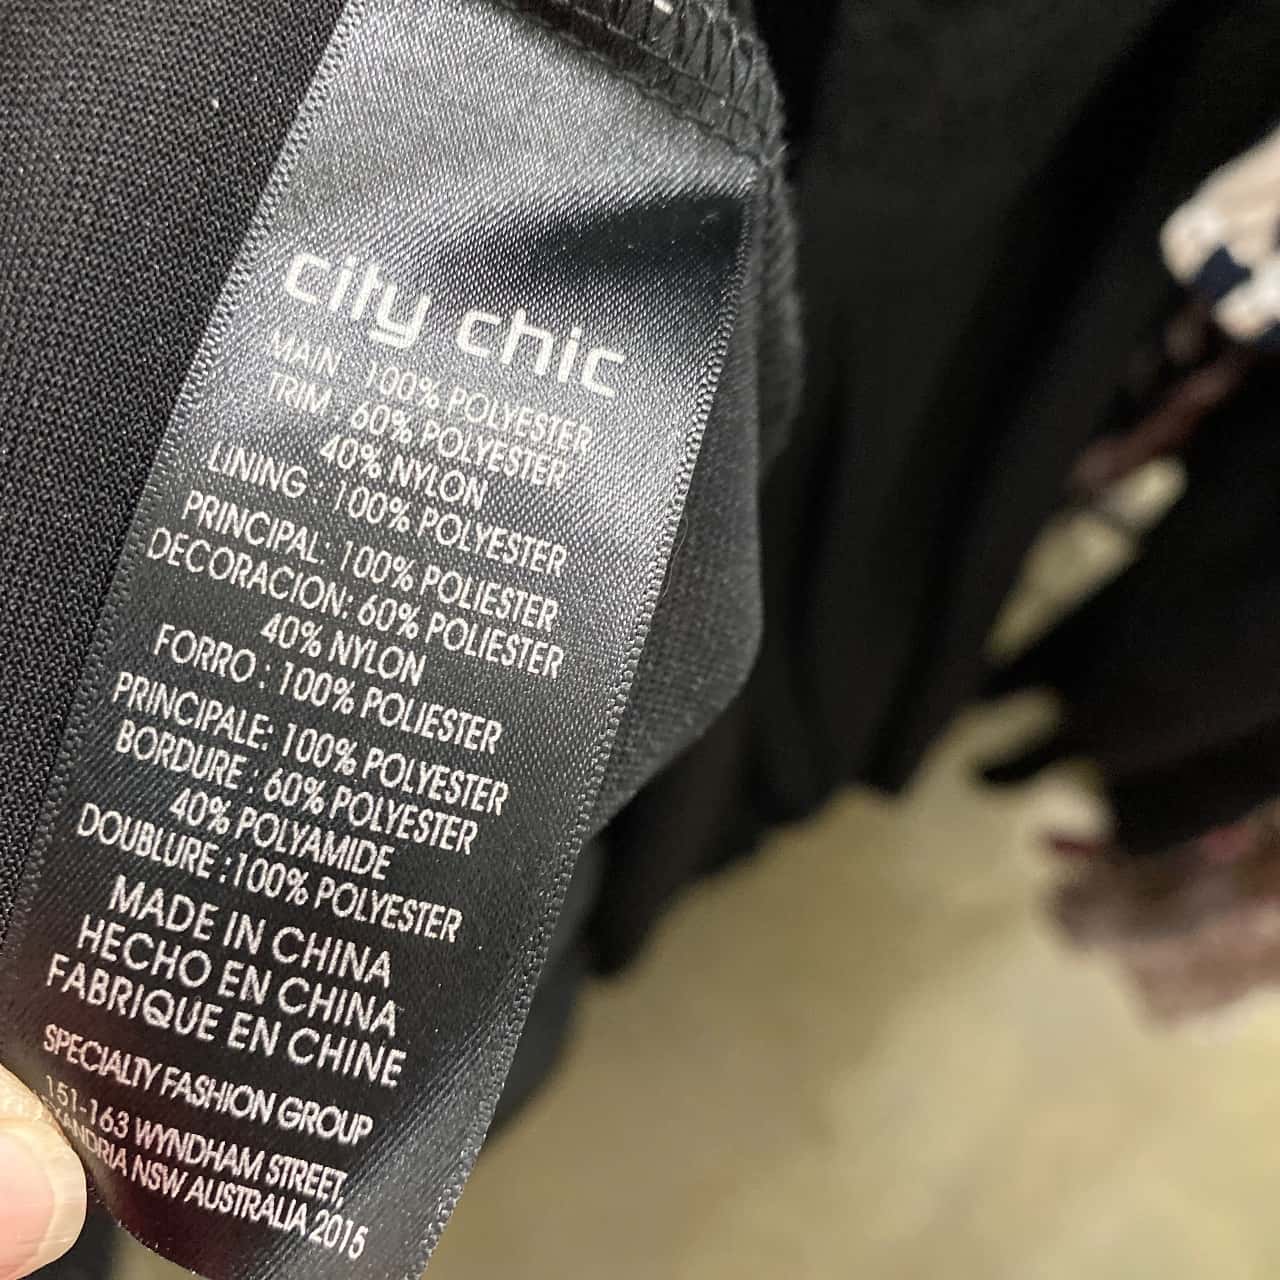 city chic
MAIN : 100% POLYESTER
TRIM : 60% POLYESTER
40% NYLON
LINING : 100% POLYESTER
PRINCIPAL: 100% POLIESTER
DECORACION: 60% POLIESTER
40% NYLON
FORRO : 100% POLIESTER
PRINCIPALE: 100% POLYESTER
BORDURE : 60% POLYESTER
40% POLYAMIDE
DOUBLURE :100% POLYESTER
MADE IN CHINA
HECHO EN CHINA
FABRIQUE EN CHINE
SPECIALTY FASHION GROUP
151-163 WYNDHAM STREET,
NSW AUSTRALIA 2015